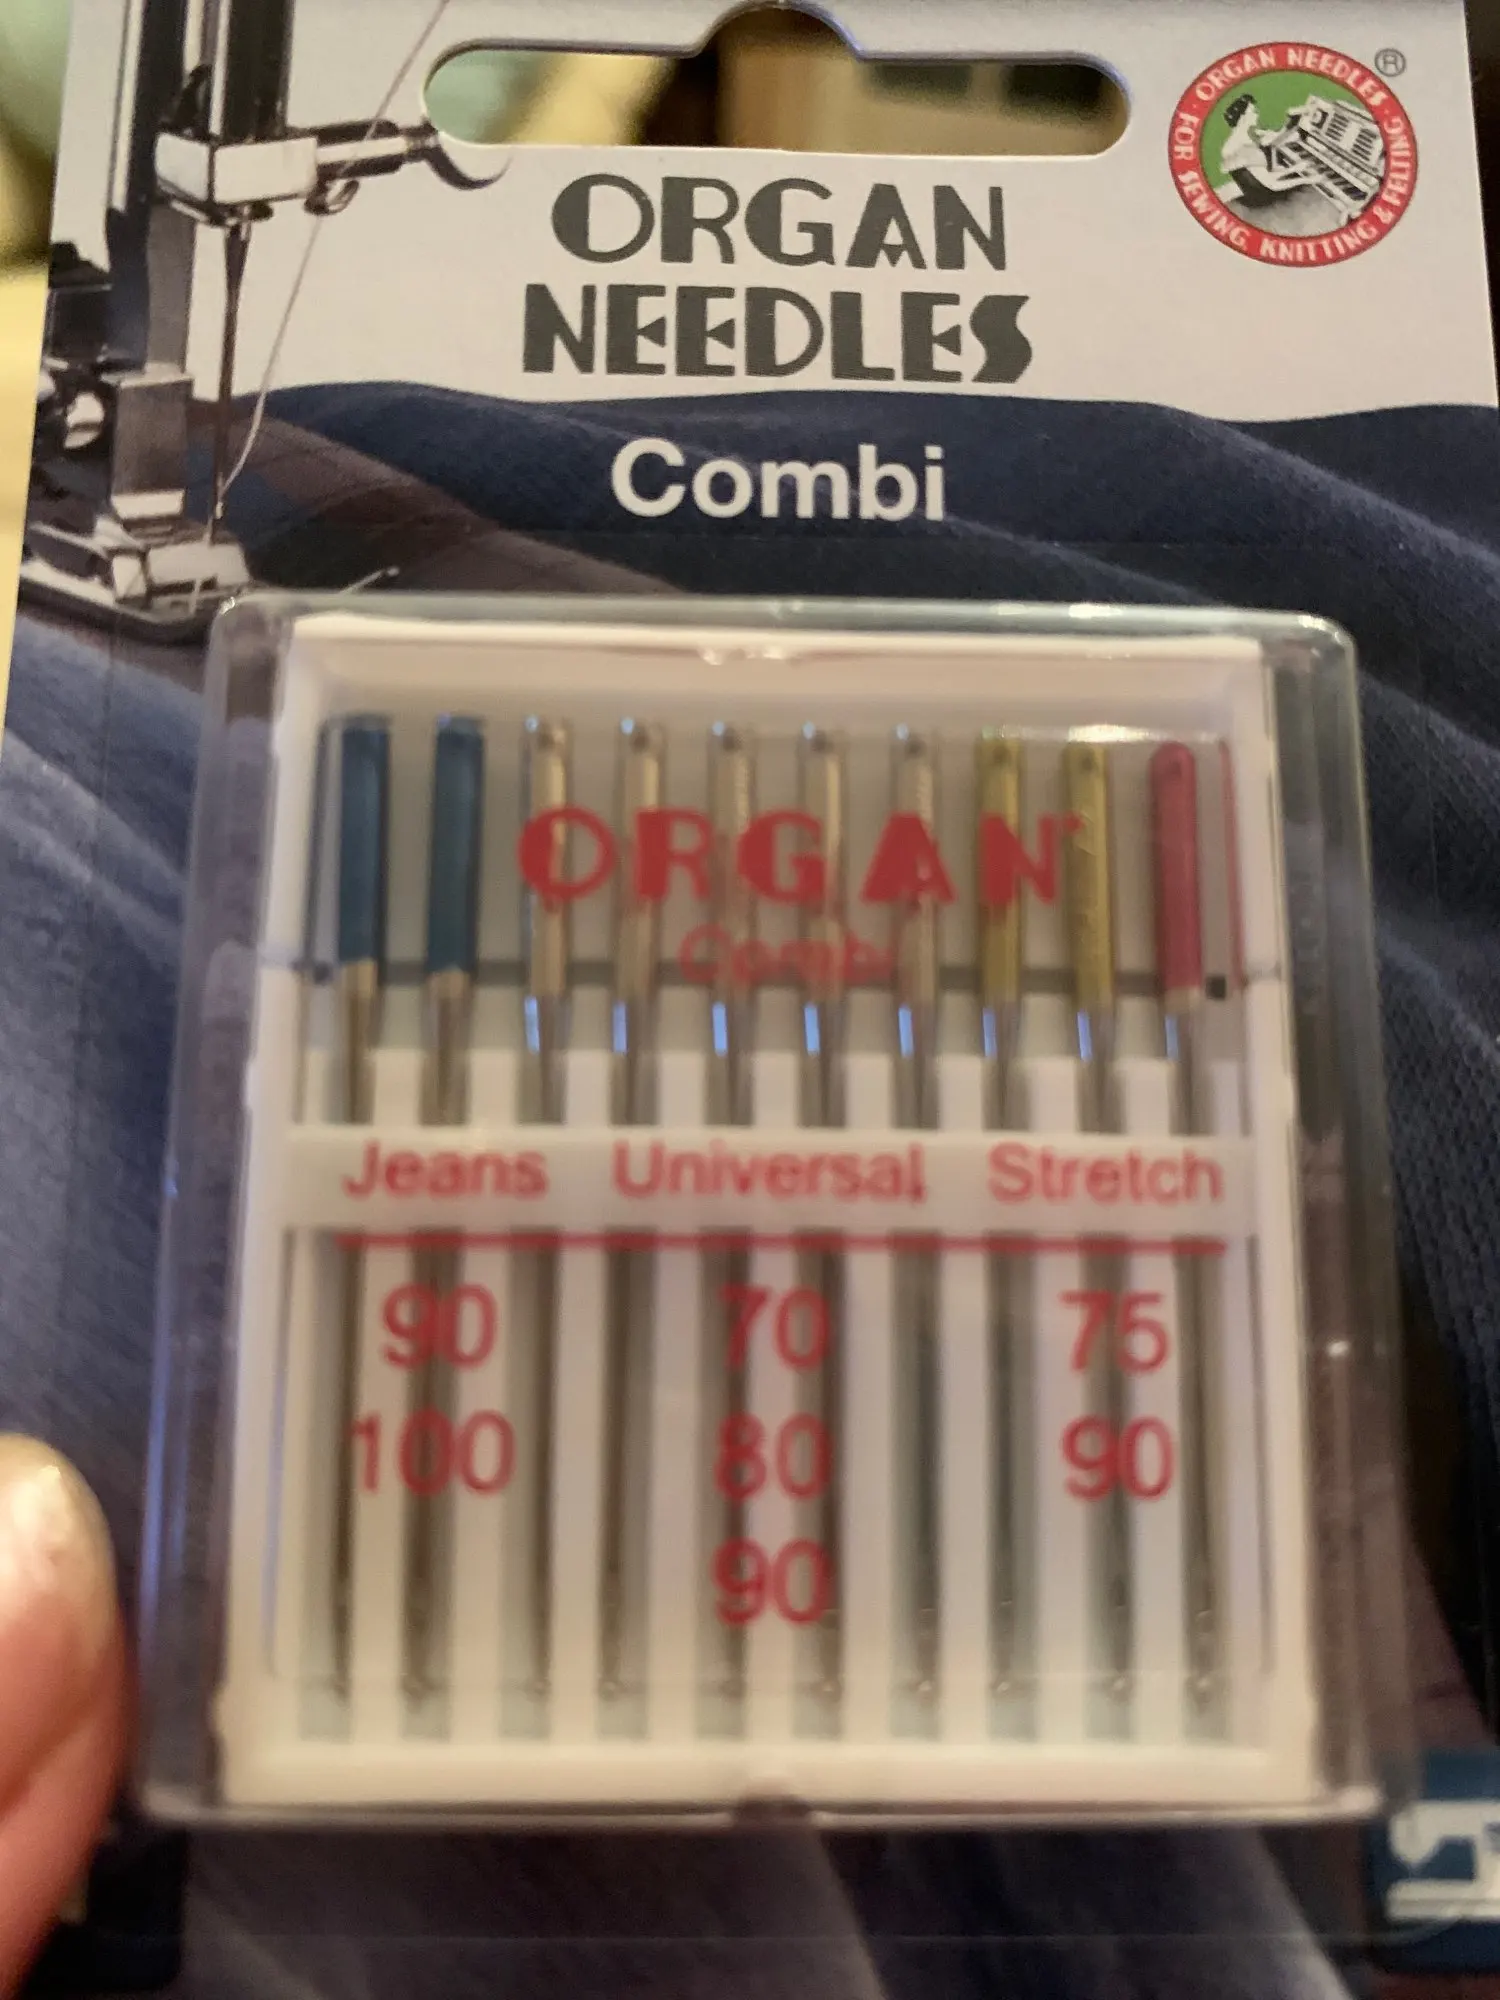 ORGAN NEEDLES · FOR SEWING, KNITTING & FELTING · ®
ORGAN
NEEDLES
Combi
ORGAN
Combi
Jeans Universal Stretch
90 70 75
100 80 90
90